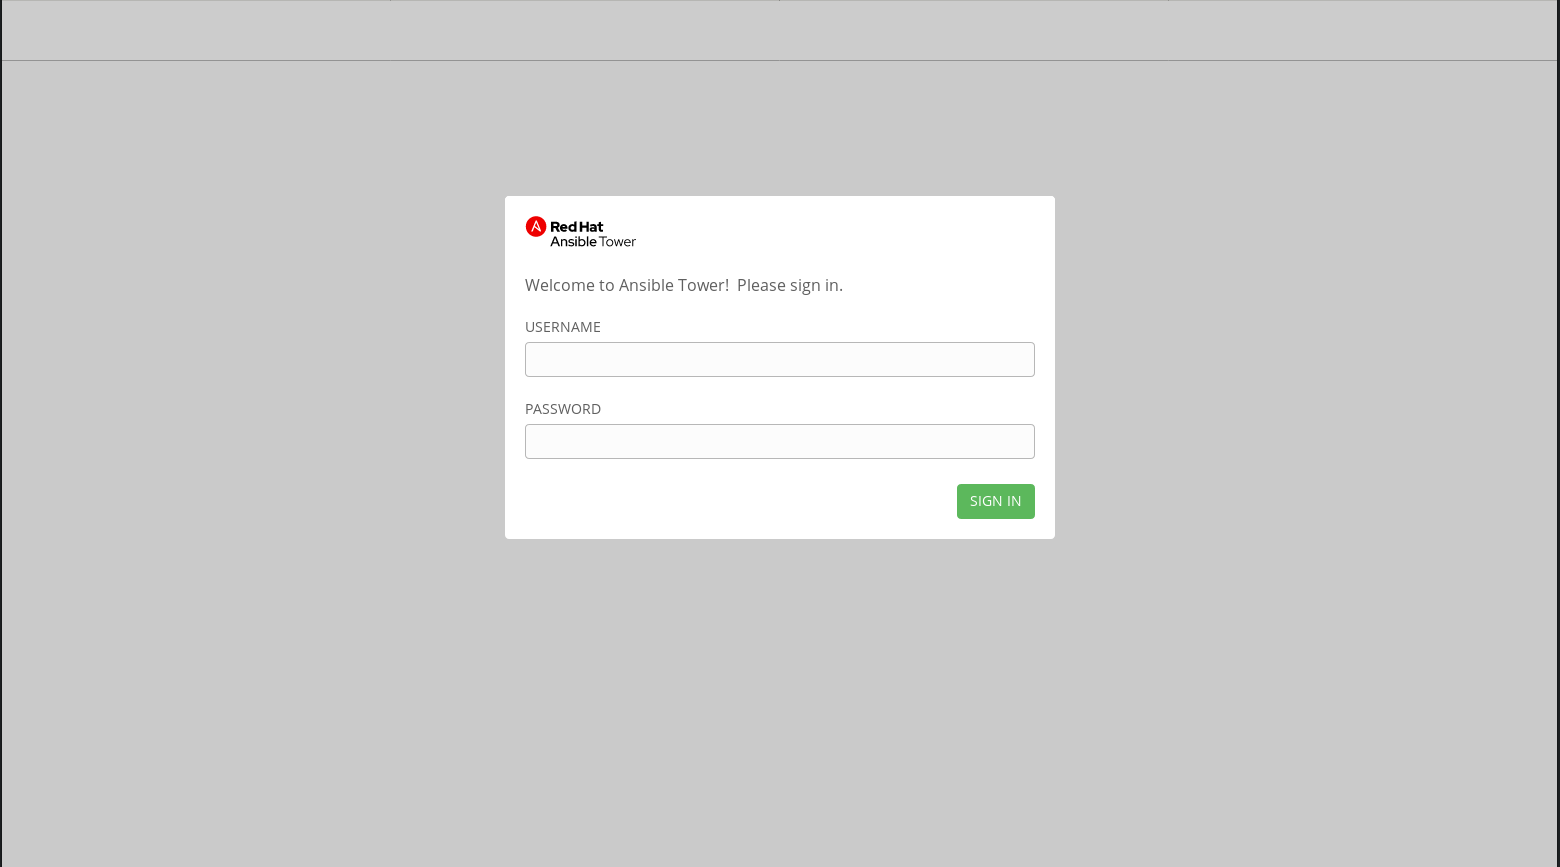 Red Hat
Ansible Tower
Welcome to Ansible Tower!  Please sign in.
USERNAME
PASSWORD
SIGN IN